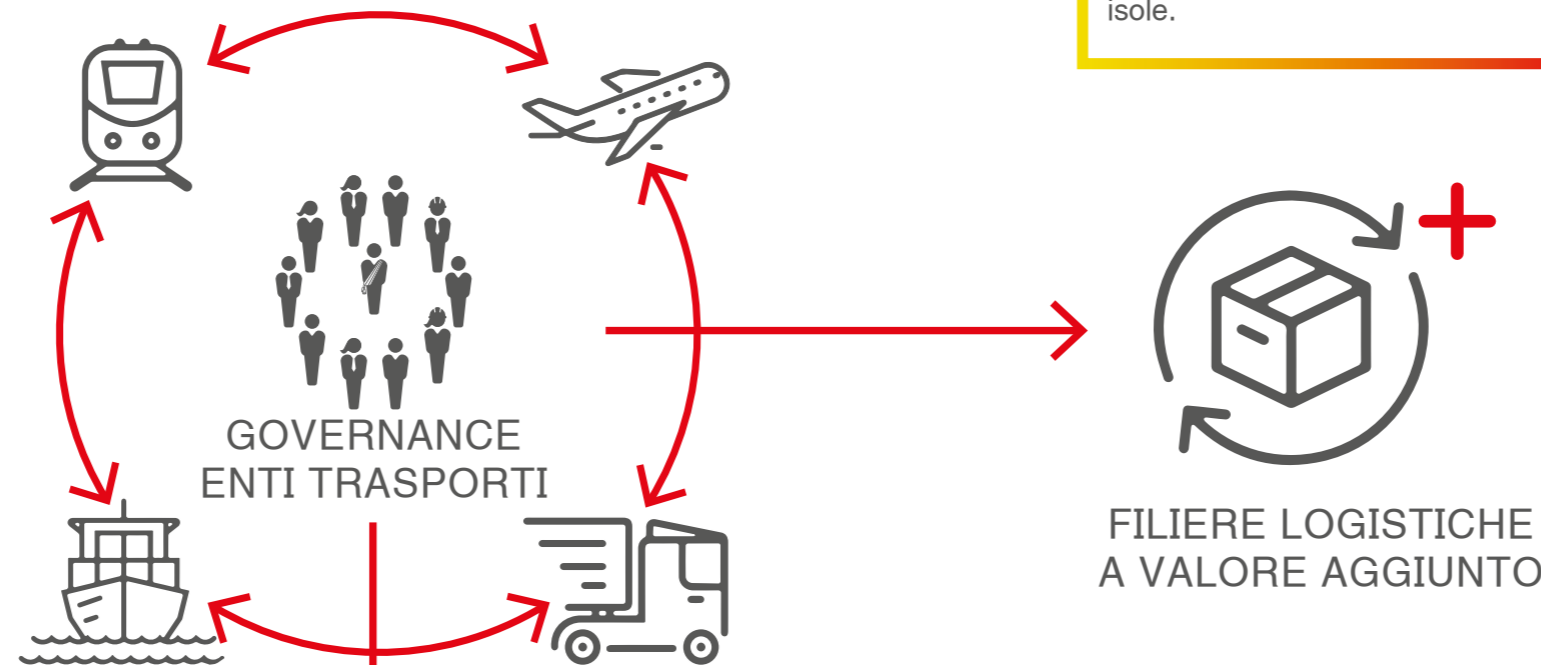 isole.
GOVERNANCE
ENTI TRASPORTI
FILIERE LOGISTICHE
A VALORE AGGIUNTO